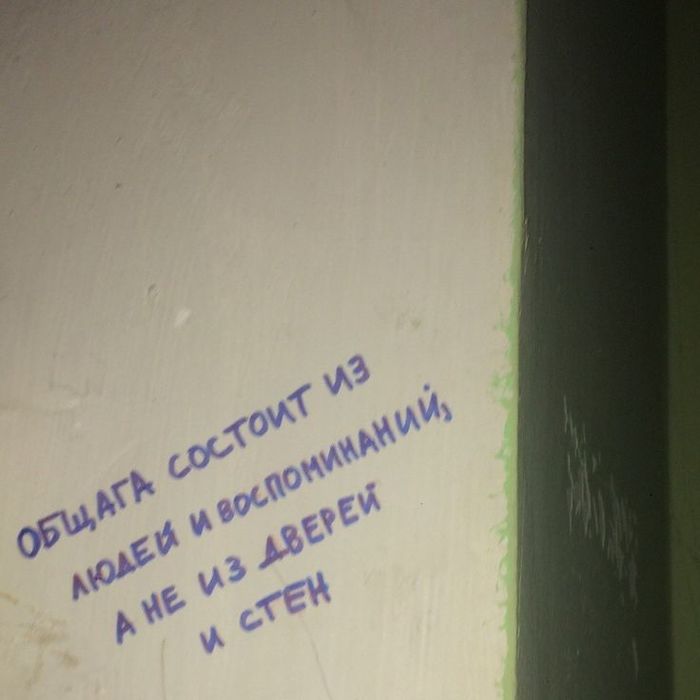 ОБЩАГА СОСТОИТ ИЗ
ЛЮДЕЙ И ВОСПОМИНАНИЙ,
А НЕ ИЗ ДВЕРЕЙ
И СТЕН